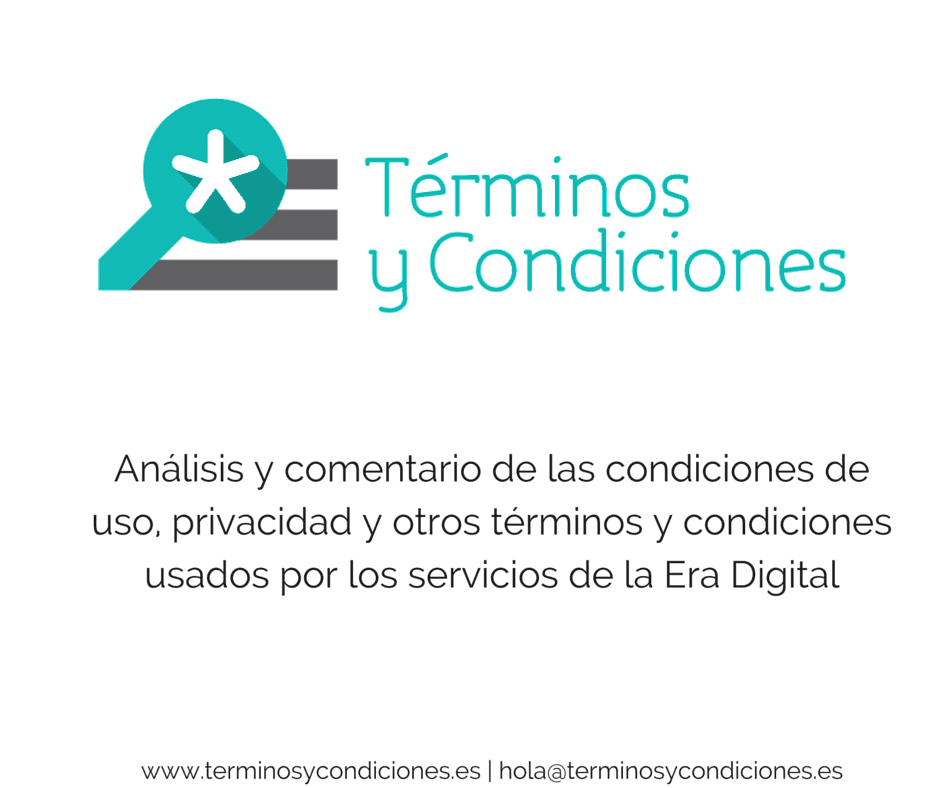 Términos
y Condiciones
Análisis y comentario de las condiciones de
uso, privacidad y otros términos y condiciones
usados por los servicios de la Era Digital
www.terminosycondiciones.es | hola@terminosycondiciones.es